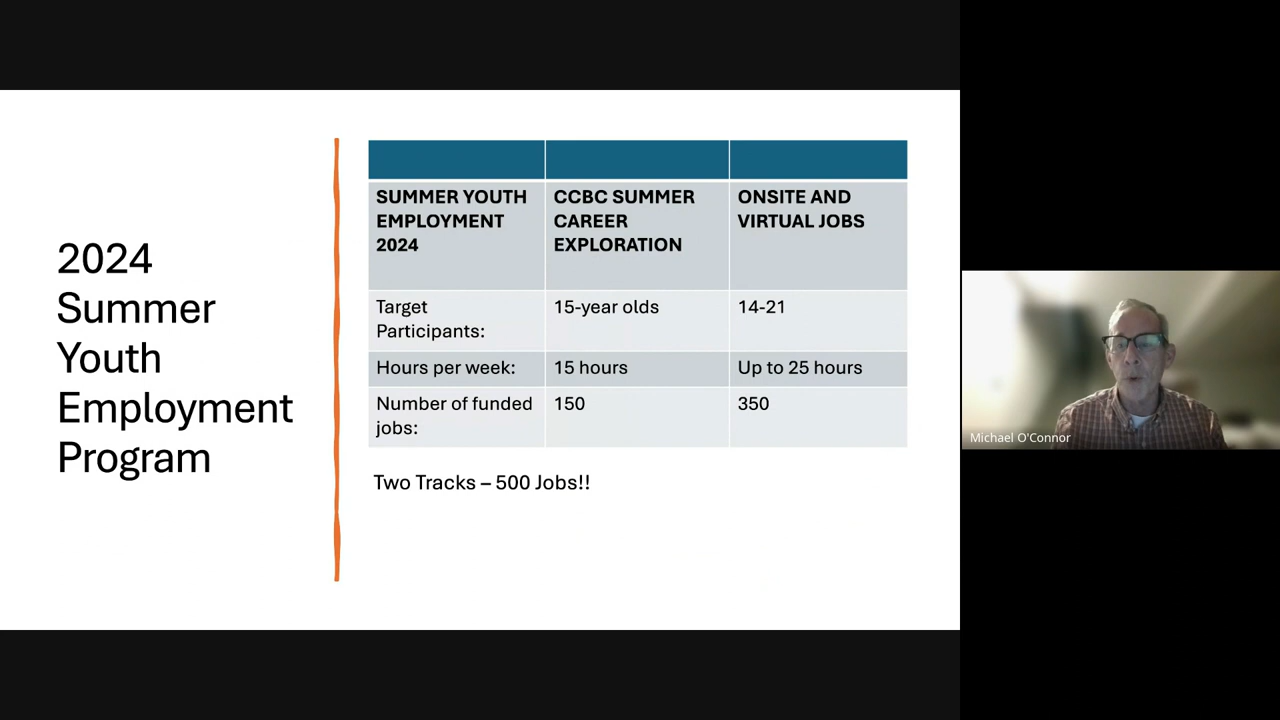 2024
Summer
Youth
Employment
Program
SUMMER YOUTH
EMPLOYMENT
2024
CCBC SUMMER
CAREER
EXPLORATION
ONSITE AND
VIRTUAL JOBS
Target
Participants:
15-year olds
14-21
Hours per week:
15 hours
Up to 25 hours
Number of funded
jobs:
150
350
Two Tracks – 500 Jobs!!
Michael O'Connor